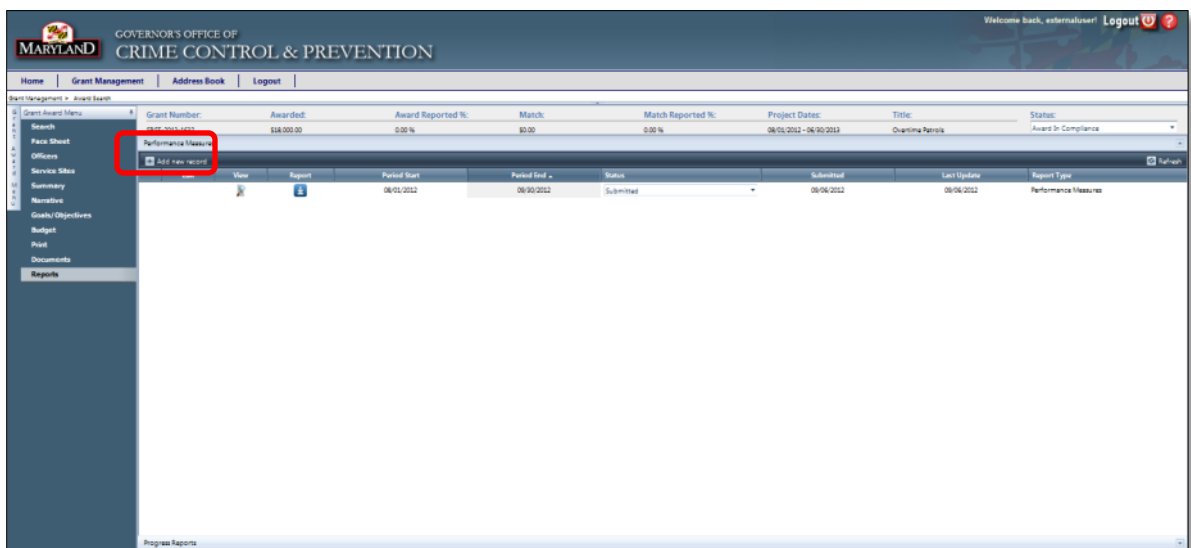 Welcome back, externaluser! Logout
MARYLAND
GOVERNOR'S OFFICE OF
CRIME CONTROL & PREVENTION
Home Grant Management Address Book Logout
Grant Management > Award Search
Grant Award Menu
Grant Award Menu
Search
Face Sheet
Officers
Service Sites
Summary
Narrative
Goals/Objectives
Budget
Print
Documents
Reports
Grant Number: Awarded: Award Reported %: Match: Match Reported %: Project Dates: Title: Status:
$18,000.00 0.00 % $0.00 0.00 % 08/01/2012 - 06/30/2013 Overtime Patrols Award In Compliance
Performance Measures
Add new record Refresh
Edit View Report Period Start Period End Status Submitted Last Update Report Type
08/01/2012 09/30/2012 Submitted 09/06/2012 09/06/2012 Performance Measures
Progress Reports